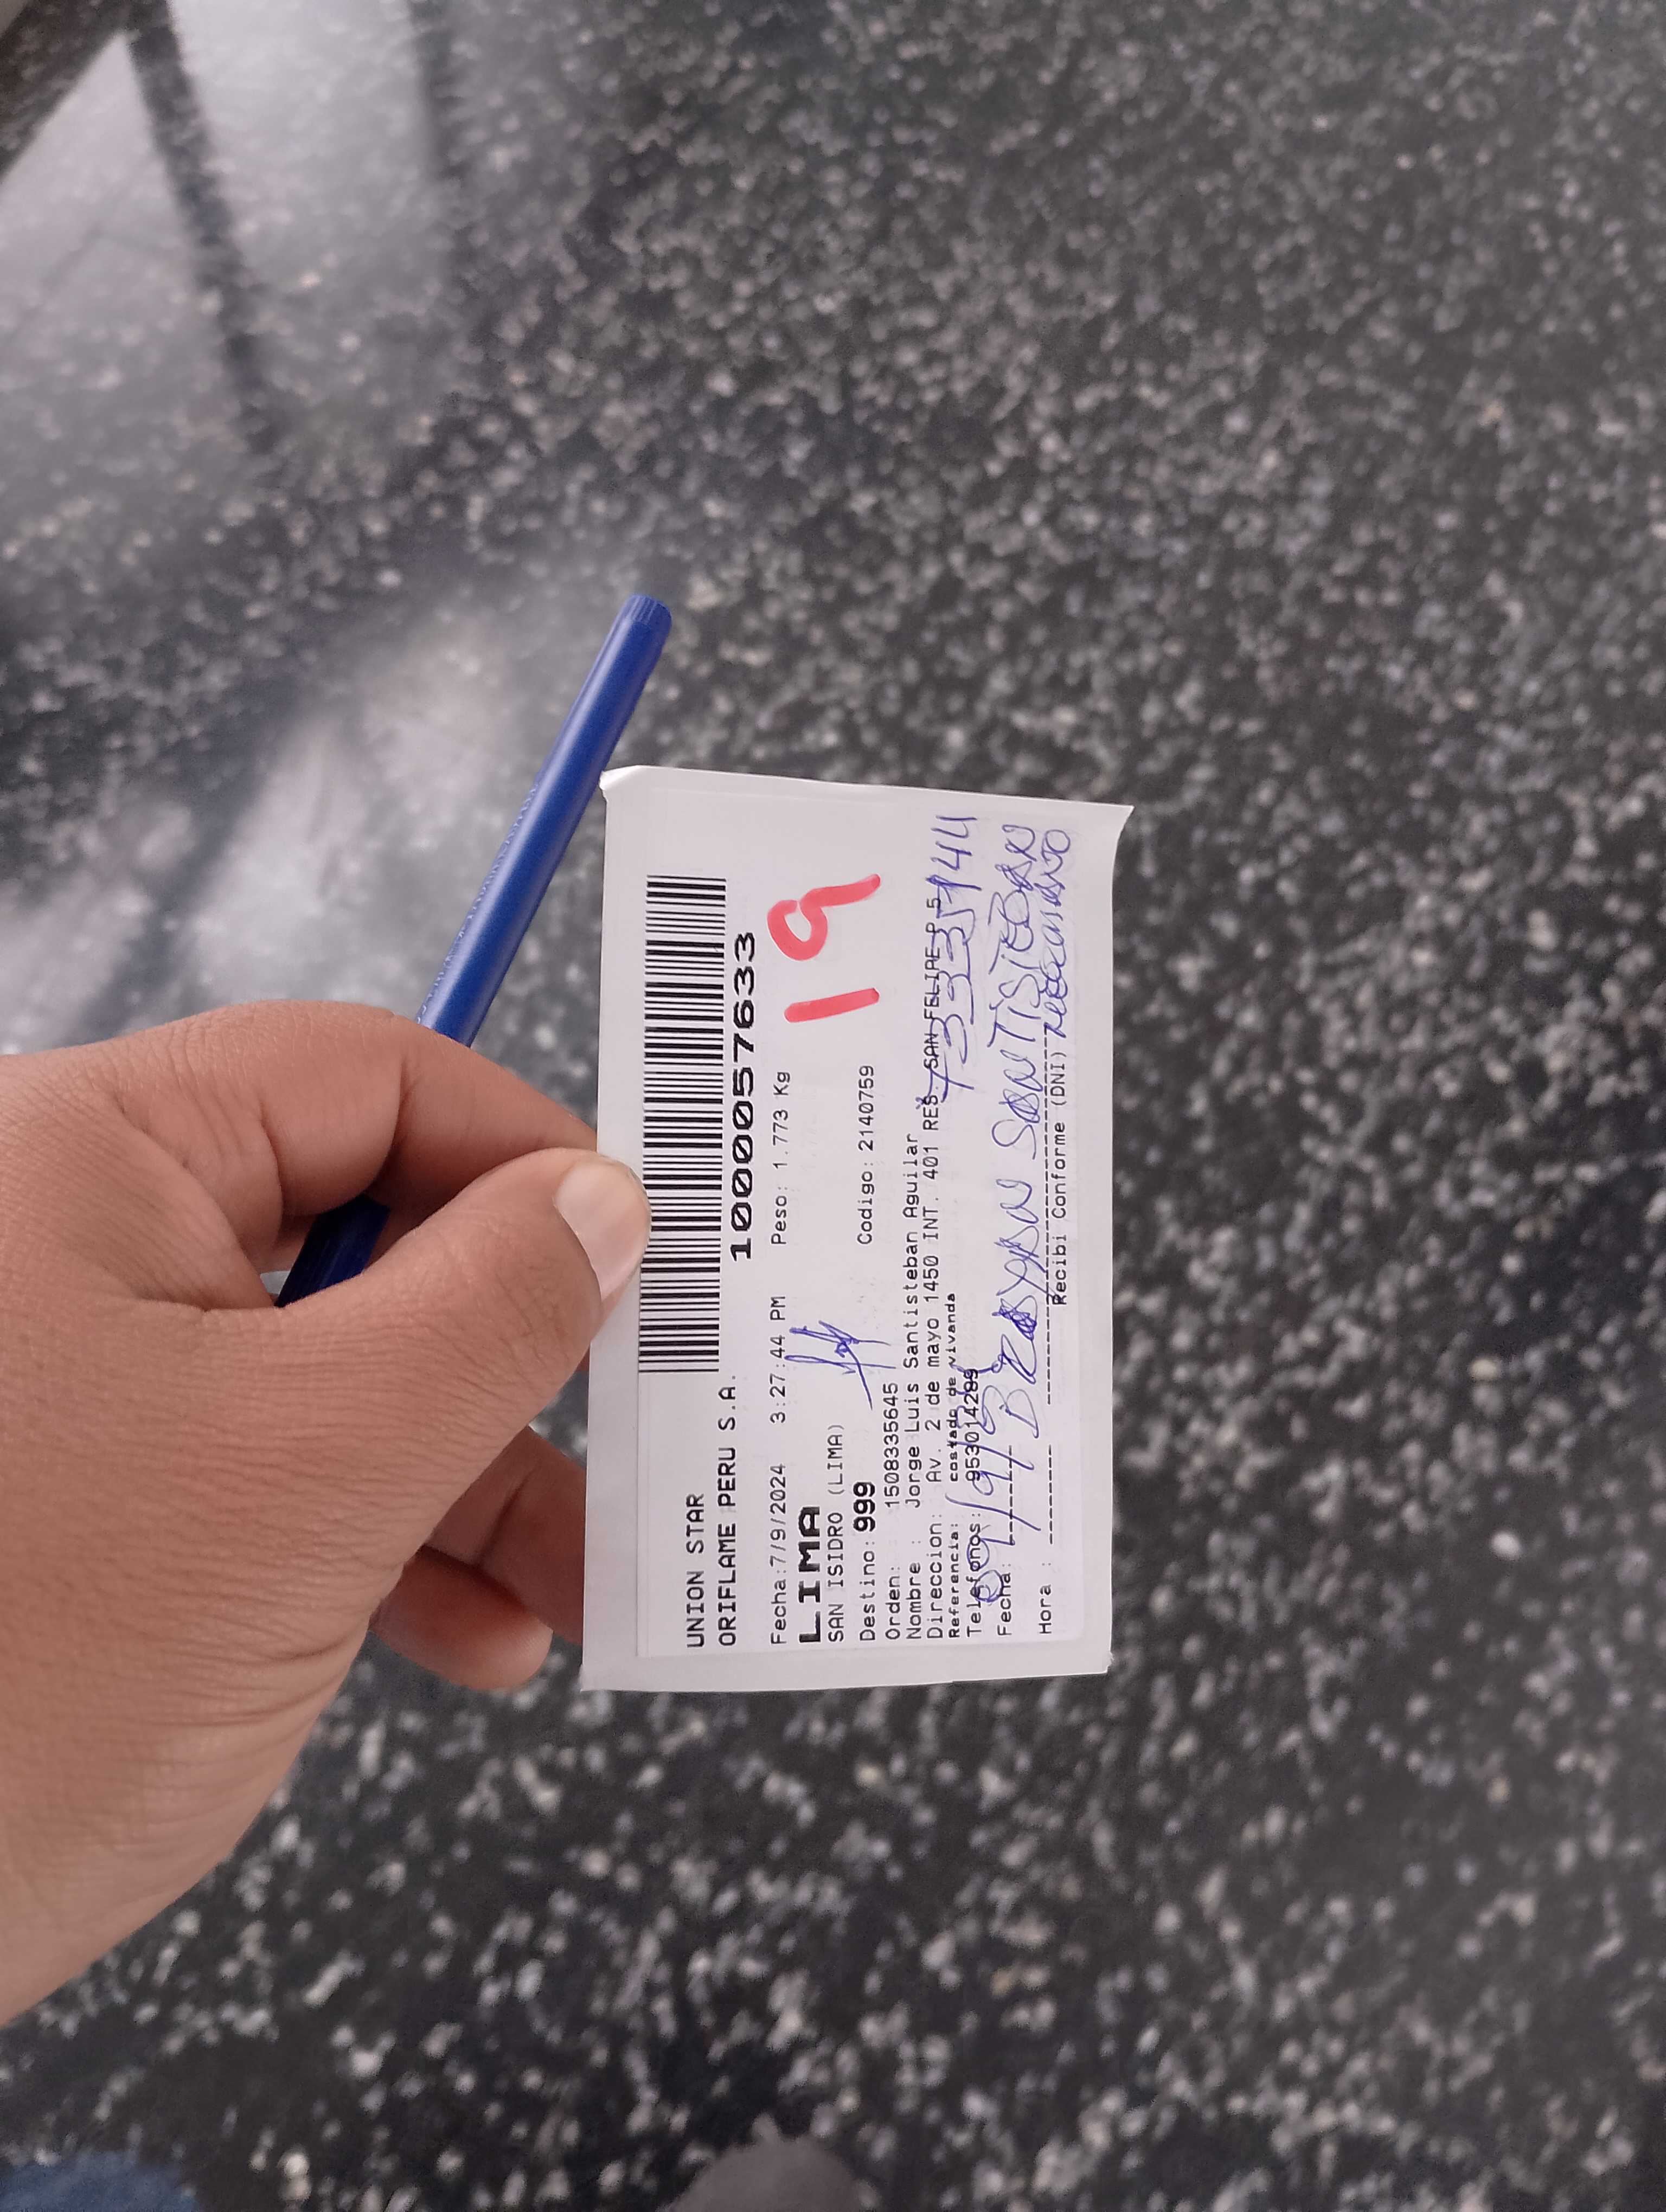 UNION STAR
ORIFLAME PERU S.A.
1000057633
Fecha:7/9/2024 3:27:44 PM Peso: 1.773 Kg
LIMA
19
SAN ISIDRO (LIMA)
Destino: 999 Codigo: 2140759
Orden: 1508335645
Nombre : Jorge Luis Santisteban Aguilar
Direccion: Av. 2 de mayo 1450 INT. 401 RES. SAN FELIPE P 5
Referencia: costado de vivanda
Telefonos: 953014299
Fecha:
Hora :
Recibi Conforme (DNI)